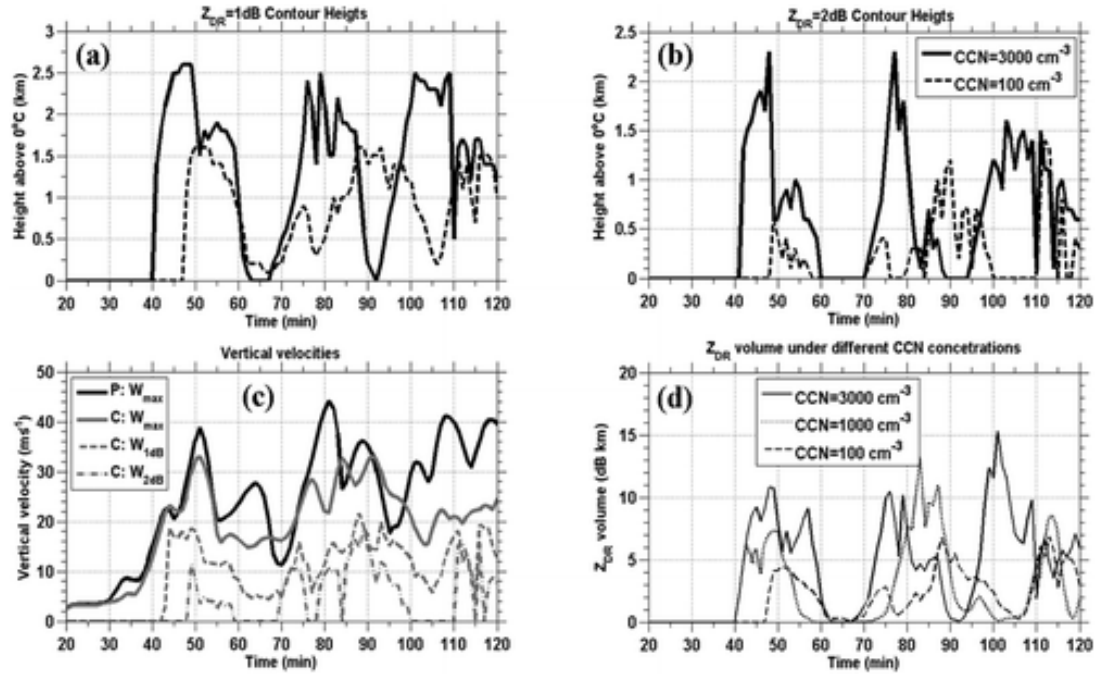 Z_DR=1dB Contour Heigts
(a)
Height above 0°C (km)
3
2.5
2
1.5
1
0.5
0
20 30 40 50 60 70 80 90 100 110 120
Time (min)
Z_DR=2dB Contour Heigts
(b)
CCN=3000 cm⁻³
CCN=100 cm⁻³
Height above 0°C (km)
2.5
2
1.5
1
0.5
0
20 30 40 50 60 70 80 90 100 110 120
Time (min)
Vertical velocities
(c)
P: W_max
C: W_max
C: W_1dB
C: W_2dB
Vertical velocity (ms⁻¹)
50
40
30
20
10
0
20 30 40 50 60 70 80 90 100 110 120
Time (min)
Z_DR volume under different CCN concetrations
(d)
CCN=3000 cm⁻³
CCN=1000 cm⁻³
CCN=100 cm⁻³
Z_DR volume (dB km)
20
15
10
5
0
20 30 40 50 60 70 80 90 100 110 120
Time (min)